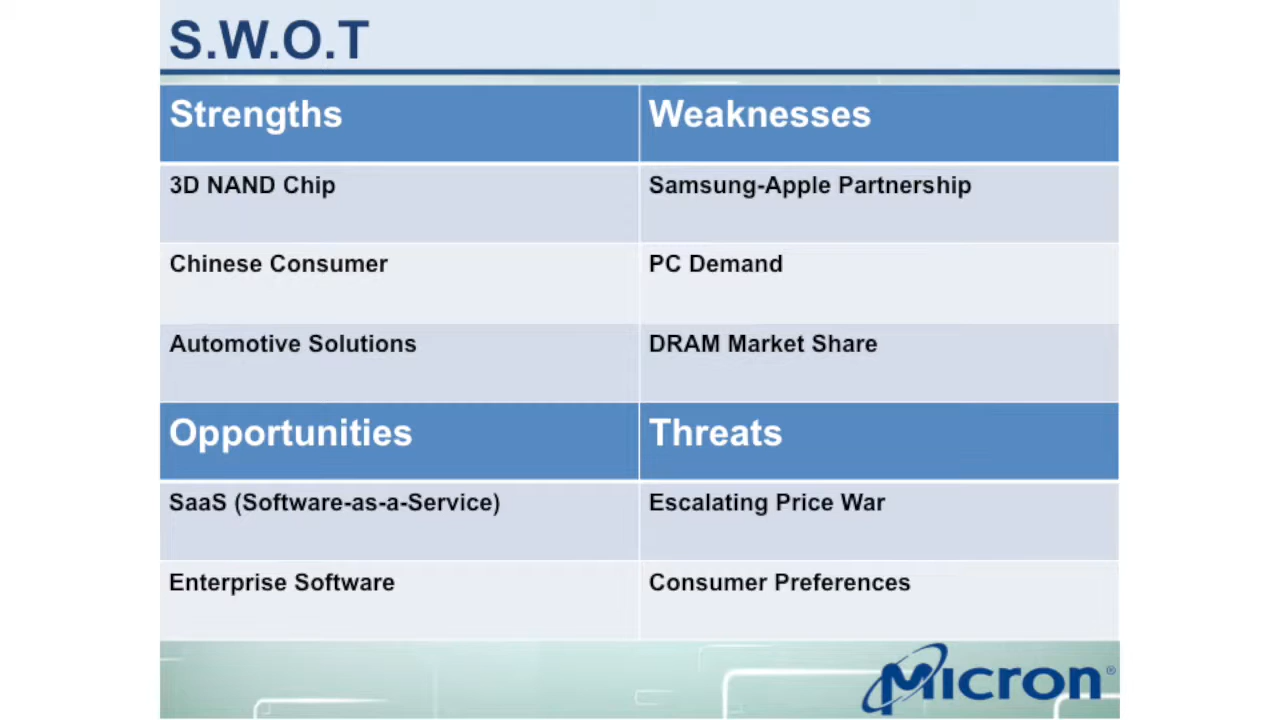 S.W.O.T
Strengths
Weaknesses
3D NAND Chip
Samsung-Apple Partnership
Chinese Consumer
PC Demand
Automotive Solutions
DRAM Market Share
Opportunities
Threats
SaaS (Software-as-a-Service)
Escalating Price War
Enterprise Software
Consumer Preferences
Micron®